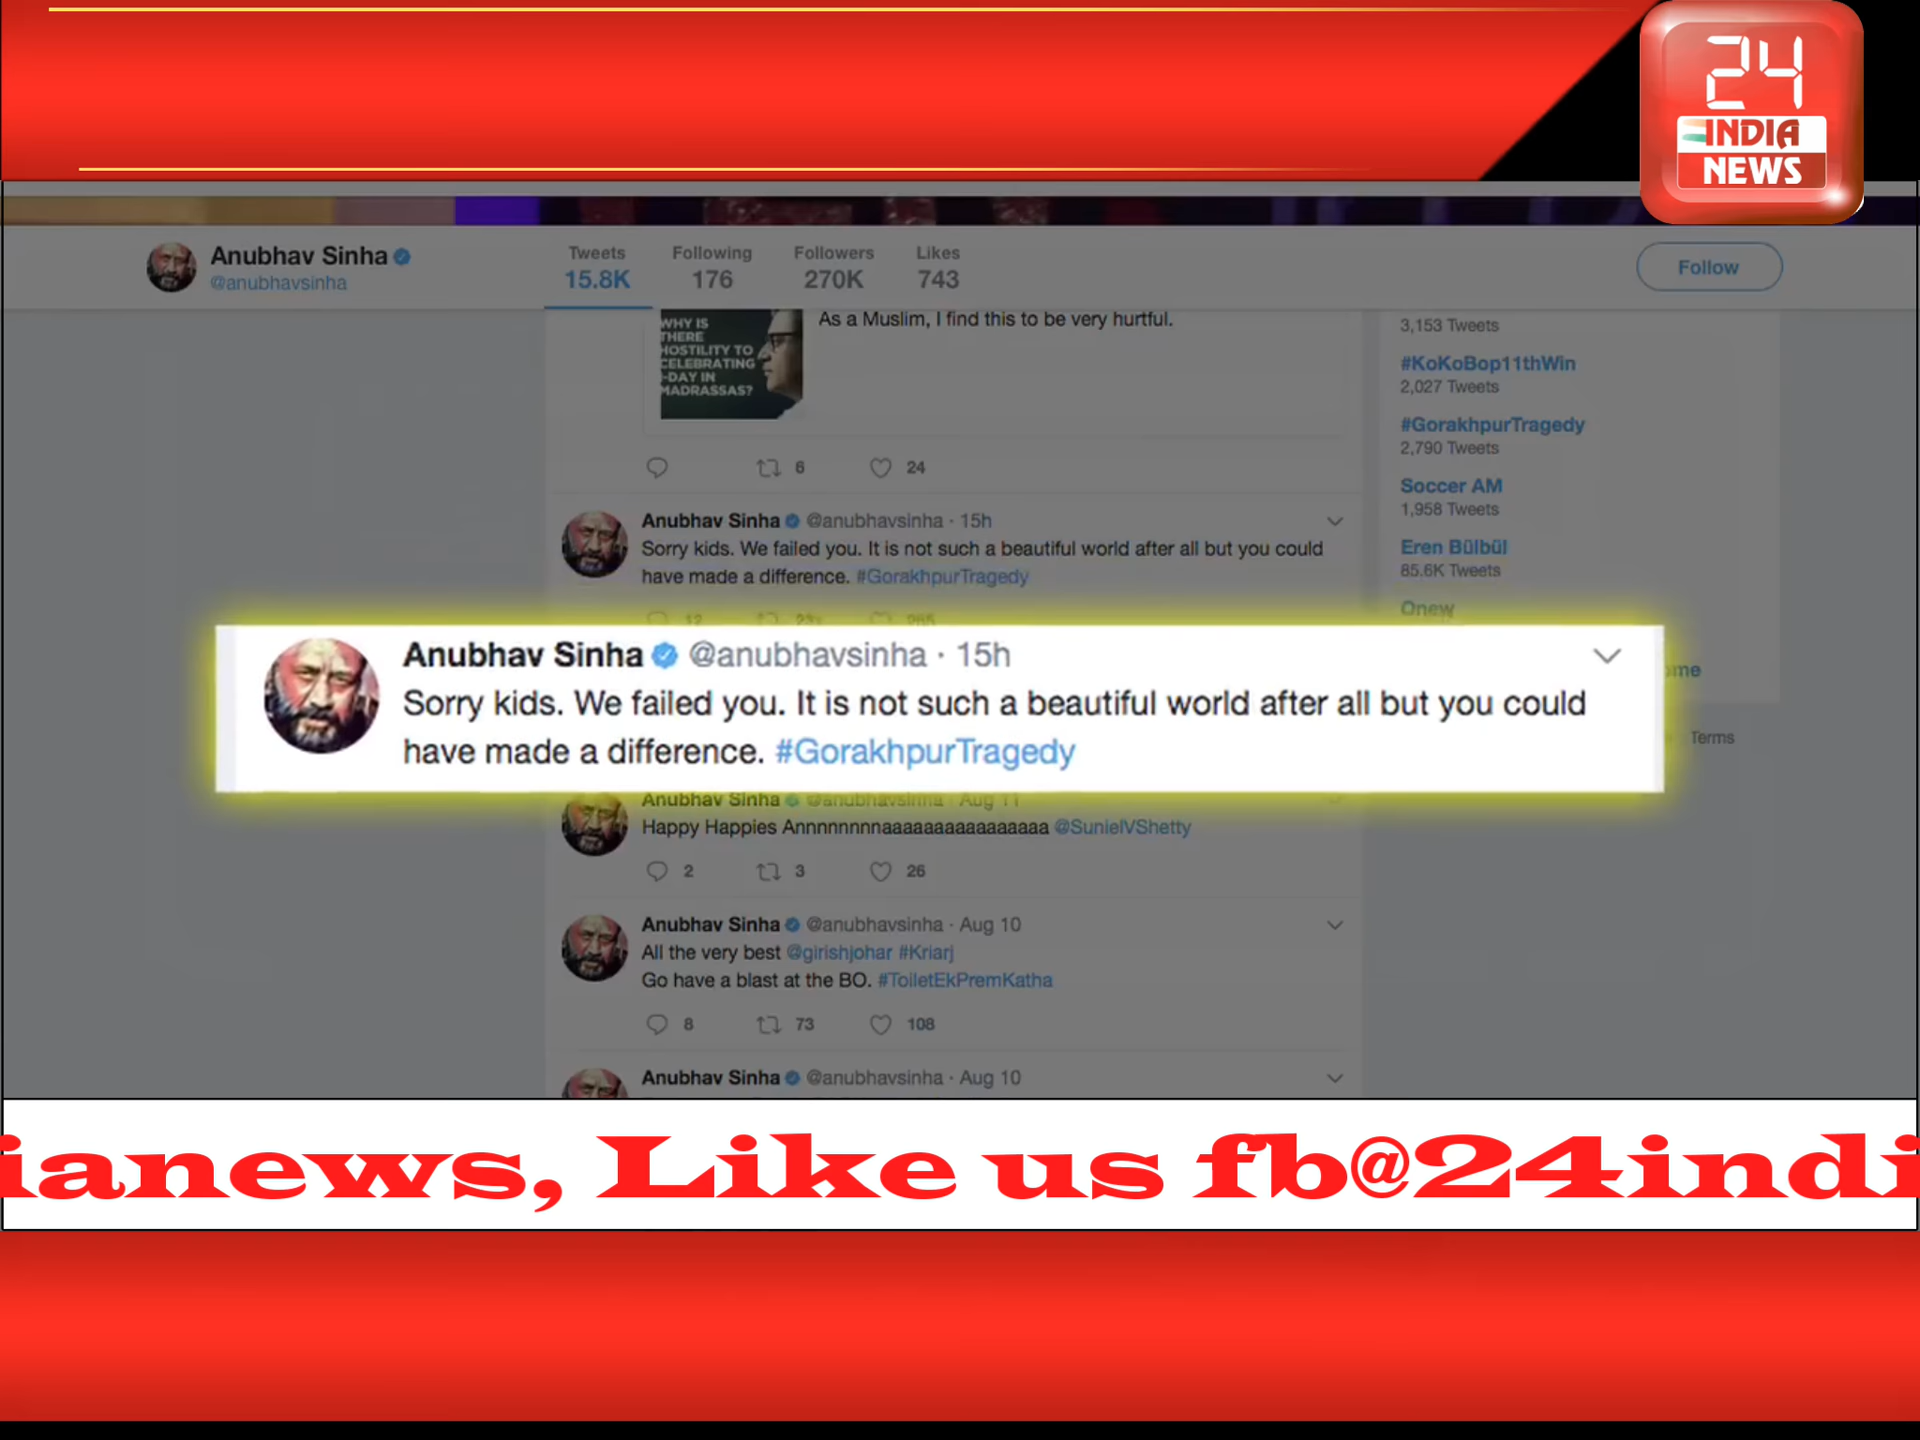 24
INDIA
NEWS
Anubhav Sinha
@anubhavsinha
Tweets
15.8K
Following
176
Followers
270K
Likes
743
Follow
WHY IS
THERE
HOSTILITY TO
CELEBRATING
I-DAY IN
MADRASSAS?
As a Muslim, I find this to be very hurtful.
6
24
3,153 Tweets
#KoKoBop11thWin
2,027 Tweets
#GorakhpurTragedy
2,790 Tweets
Soccer AM
1,958 Tweets
Eren Bülbül
85.6K Tweets
Onew
Anubhav Sinha @anubhavsinha · 15h
Sorry kids. We failed you. It is not such a beautiful world after all but you could
have made a difference. #GorakhpurTragedy
Anubhav Sinha @anubhavsinha · 15h
Sorry kids. We failed you. It is not such a beautiful world after all but you could
have made a difference. #GorakhpurTragedy
ome
Terms
Anubhav Sinha @anubhavsinha · Aug 11
Happy Happies Annnnnnnnaaaaaaaaaaaaaaaaa @SunielVShetty
2
3
26
Anubhav Sinha @anubhavsinha · Aug 10
All the very best @girishjohar #Kriarj
Go have a blast at the BO. #ToiletEkPremKatha
8
73
108
Anubhav Sinha @anubhavsinha · Aug 10
ianews, Like us fb@24indi